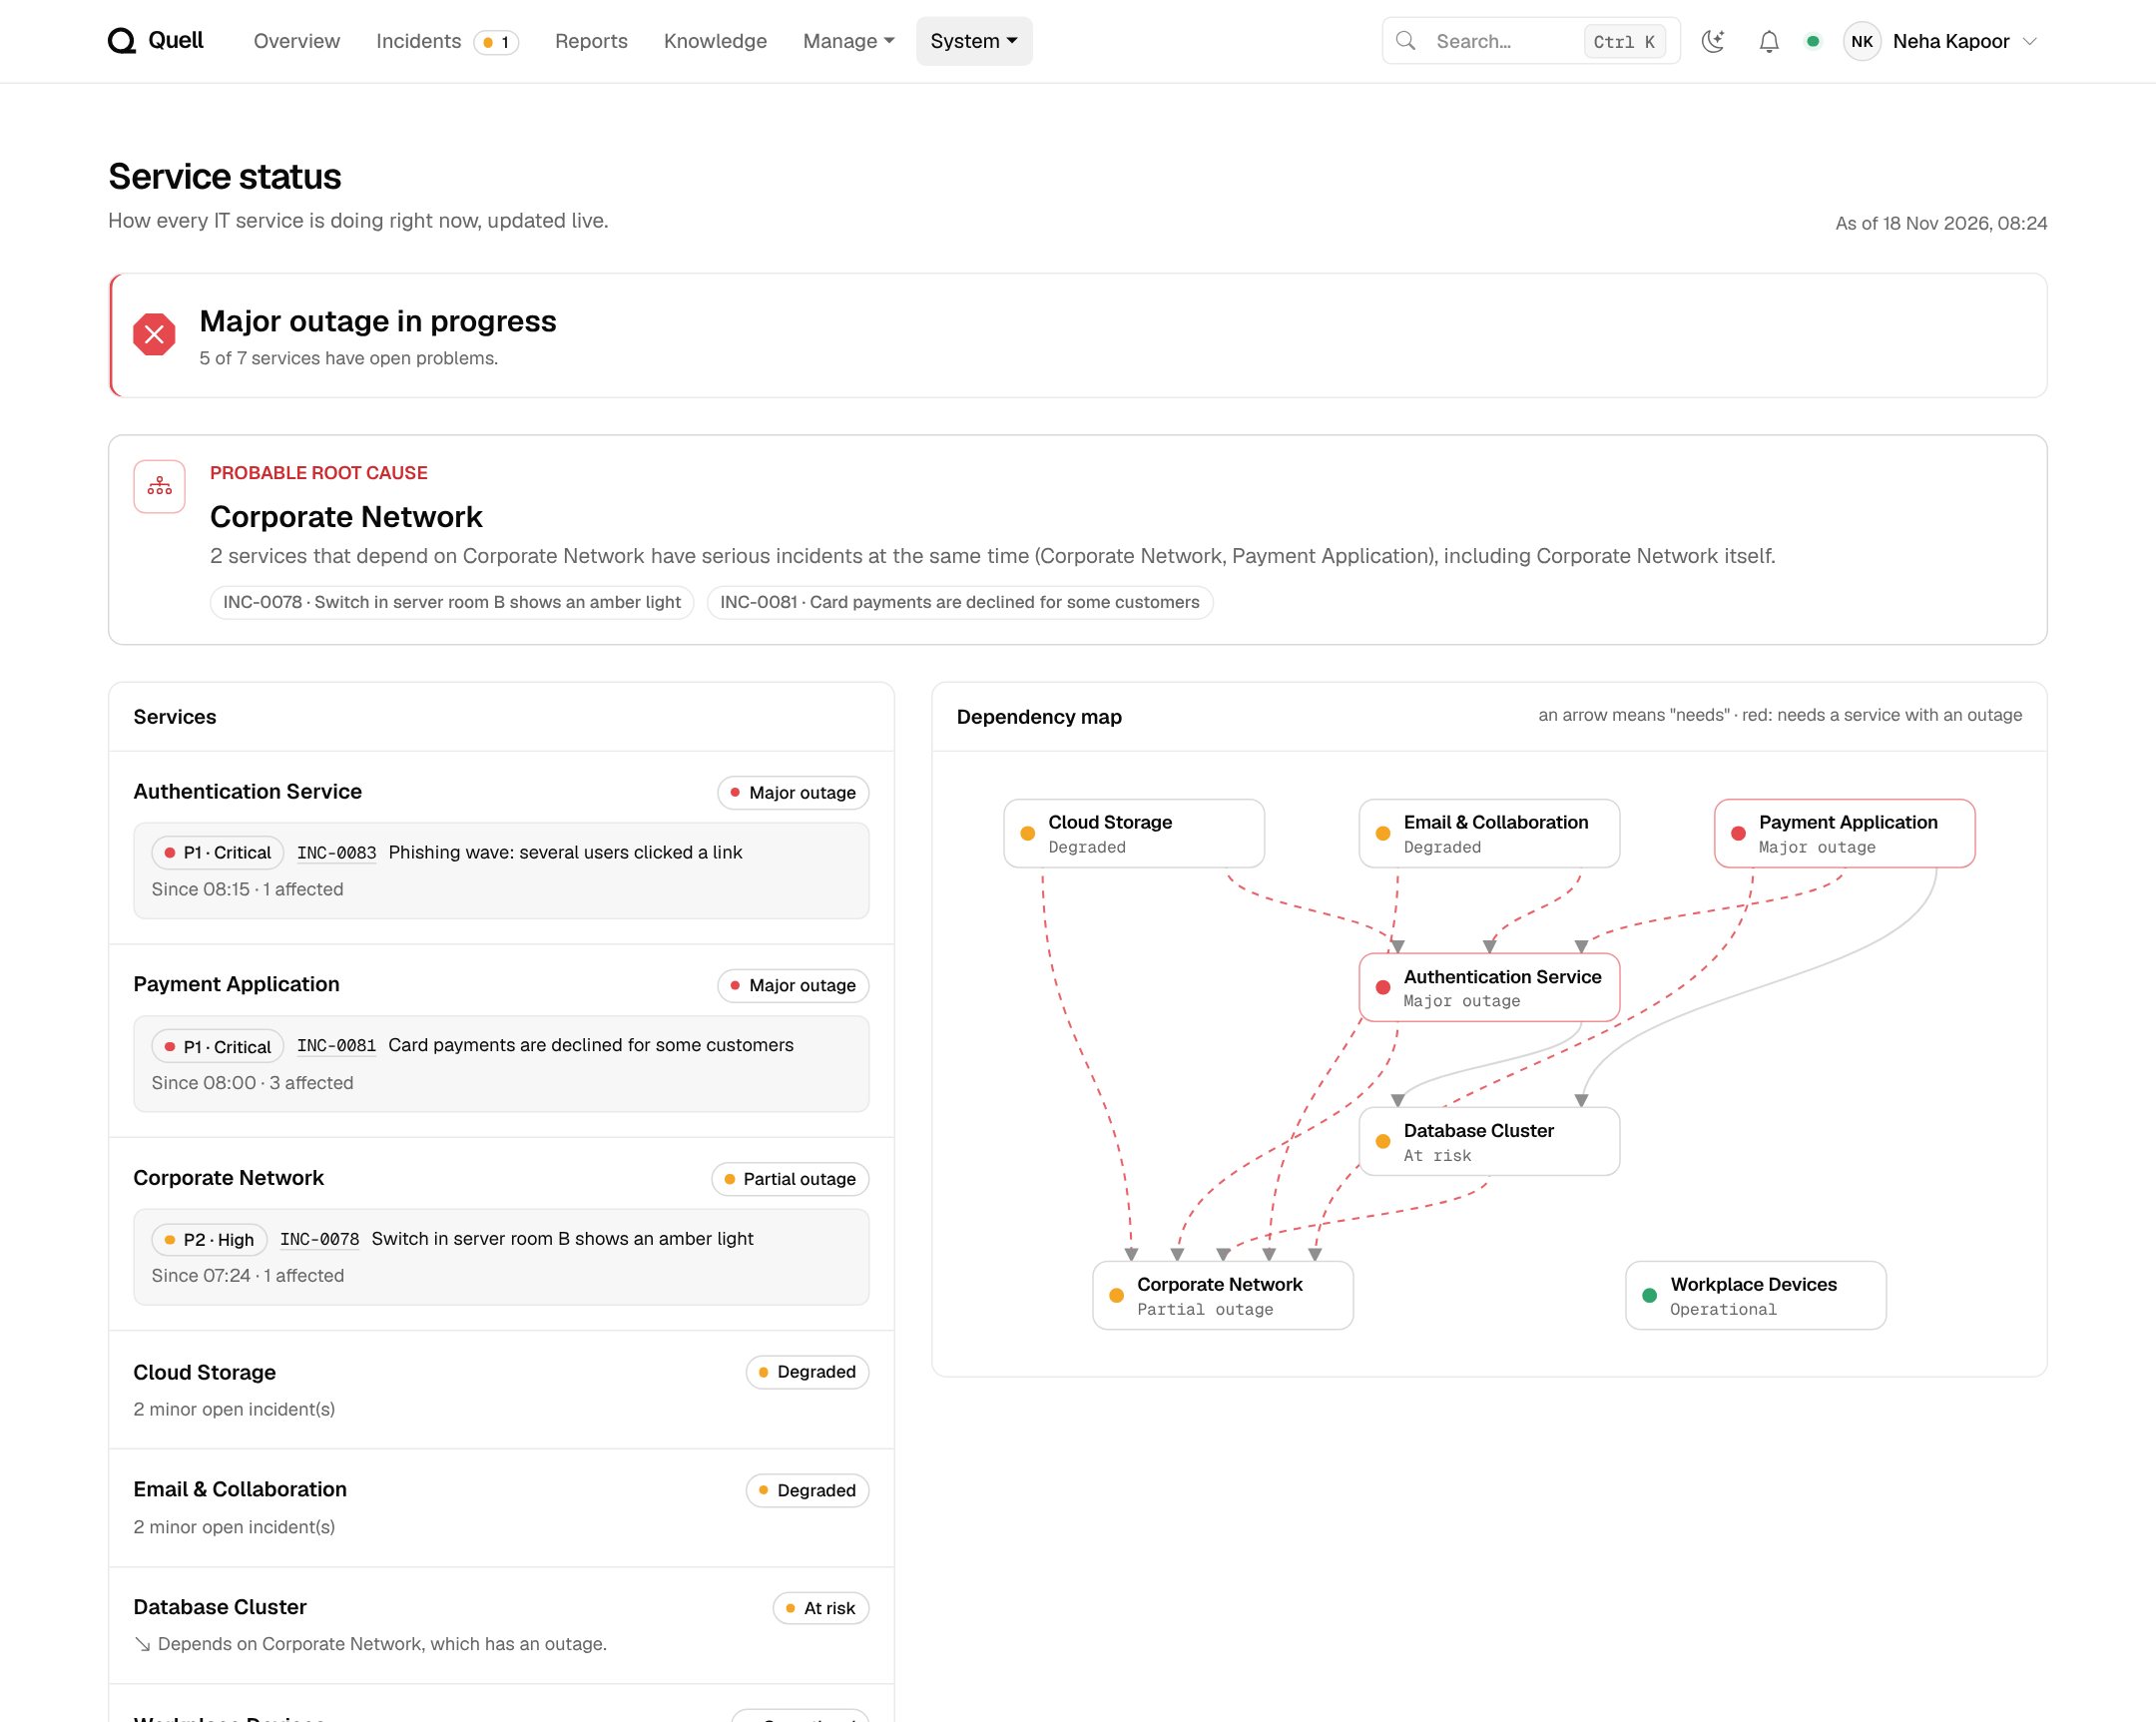 Quell
Overview
Incidents 1
Reports
Knowledge
Manage
System
Search...
Ctrl K
NK
Neha Kapoor
Service status
How every IT service is doing right now, updated live.
As of 18 Nov 2026, 08:24
Major outage in progress
5 of 7 services have open problems.
PROBABLE ROOT CAUSE
Corporate Network
2 services that depend on Corporate Network have serious incidents at the same time (Corporate Network, Payment Application), including Corporate Network itself.
INC-0078 · Switch in server room B shows an amber light
INC-0081 · Card payments are declined for some customers
Services
Authentication Service
Major outage
P1 · Critical INC-0083 Phishing wave: several users clicked a link
Since 08:15 · 1 affected
Payment Application
Major outage
P1 · Critical INC-0081 Card payments are declined for some customers
Since 08:00 · 3 affected
Corporate Network
Partial outage
P2 · High INC-0078 Switch in server room B shows an amber light
Since 07:24 · 1 affected
Cloud Storage
Degraded
2 minor open incident(s)
Email & Collaboration
Degraded
2 minor open incident(s)
Database Cluster
At risk
Depends on Corporate Network, which has an outage.
Dependency map
an arrow means "needs" · red: needs a service with an outage
Cloud Storage
Degraded
Email & Collaboration
Degraded
Payment Application
Major outage
Authentication Service
Major outage
Database Cluster
At risk
Corporate Network
Partial outage
Workplace Devices
Operational